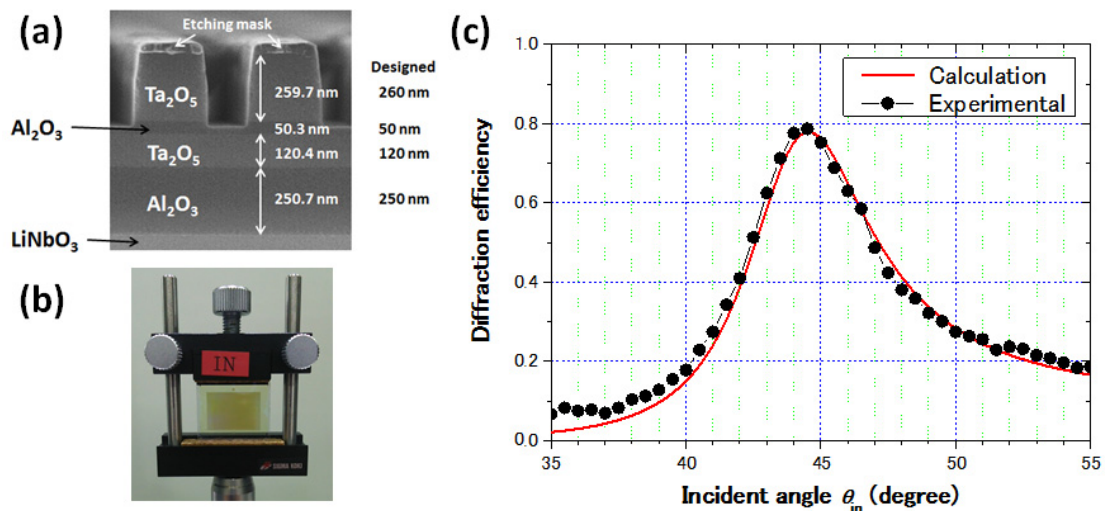 (a)
Etching mask
Designed
Ta₂O₅
259.7 nm
260 nm
Al₂O₃
50.3 nm
50 nm
Ta₂O₅
120.4 nm
120 nm
Al₂O₃
250.7 nm
250 nm
LiNbO₃
(b)
IN
SIGMA KOKI
(c)
Calculation
Experimental
Diffraction efficiency
1.0
0.8
0.6
0.4
0.2
0.0
35
40
45
50
55
Incident angle θin (degree)